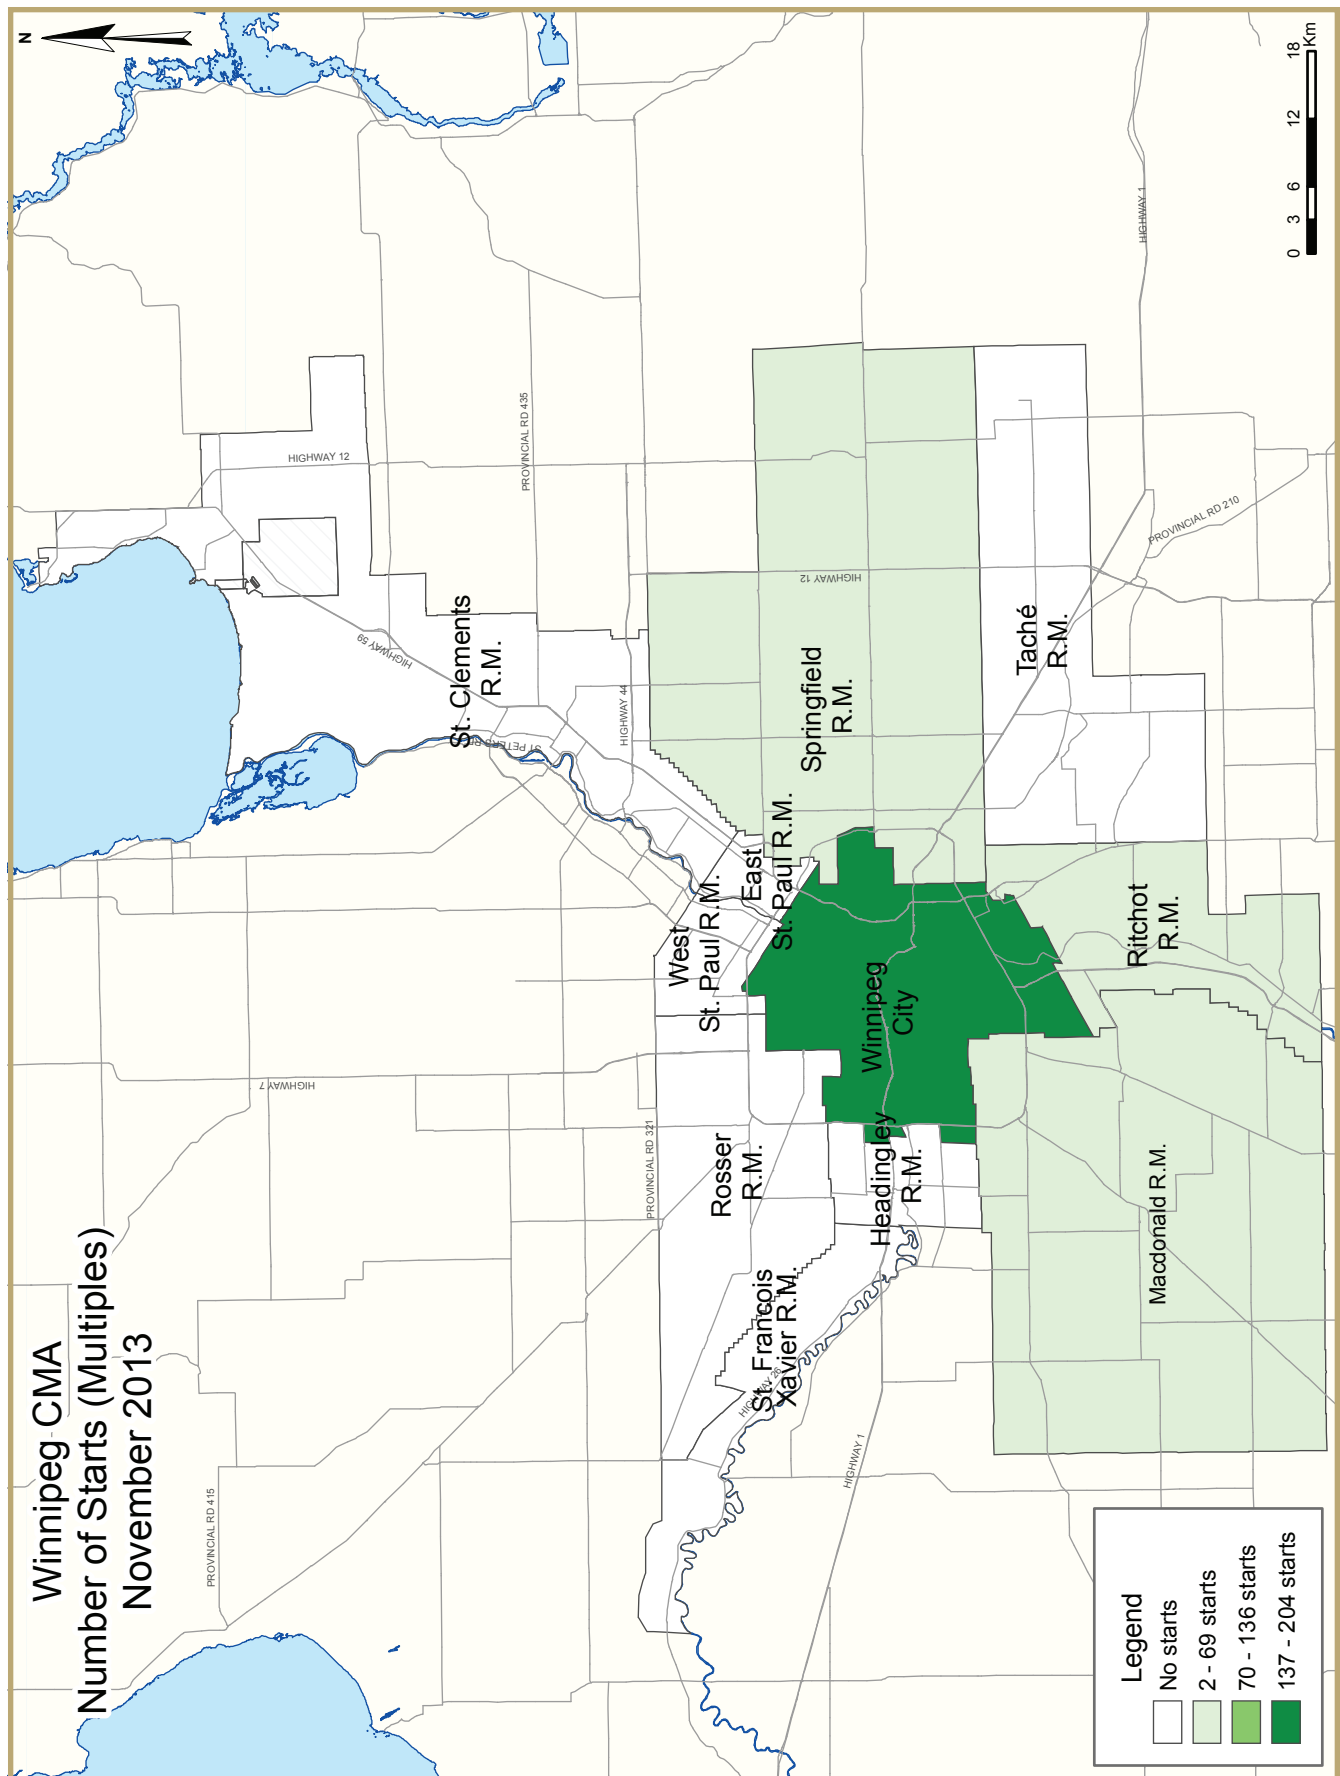 Winnipeg CMA
Number of Starts (Multiples)
November 2013
N
PROVINCIAL RD 415
HIGHWAY 7
HIGHWAY 12
HIGHWAY 59
St. Clements
R.M.
ST PETERS RD
PROVINCIAL RD 435
HIGHWAY 44
PROVINCIAL RD 321
West
St. Paul R.M.
East
St. Paul R.M.
Rosser
R.M.
St. Francois
Xavier R.M.
HIGHWAY 26
Springfield
R.M.
HIGHWAY 12
Winnipeg
City
Headingley
R.M.
HIGHWAY 1
Taché
R.M.
HIGHWAY 1
PROVINCIAL RD 210
Ritchot
R.M.
Macdonald R.M.
Legend
No starts
2 - 69 starts
70 - 136 starts
137 - 204 starts
0 3 6 12 18
Km